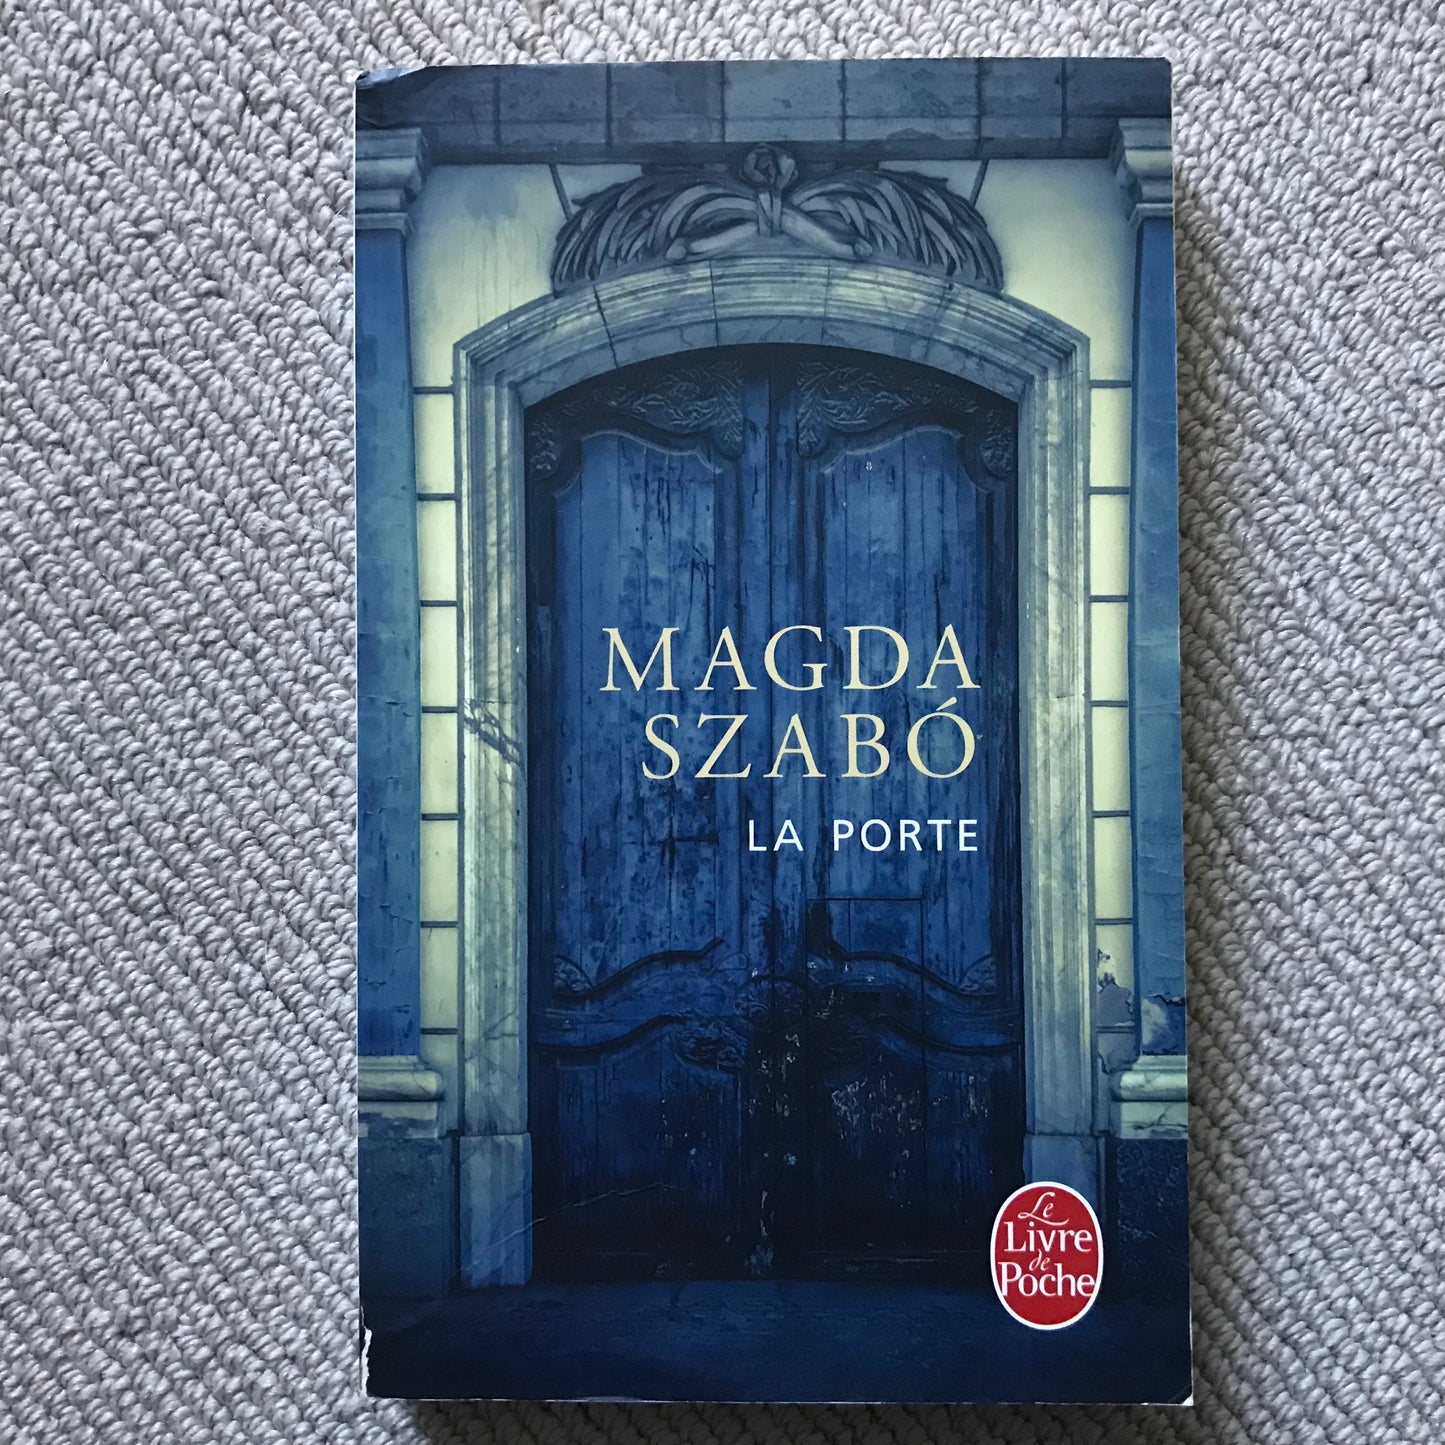 MAGDA
SZABÓ
LA PORTE
Le
Livre
de
Poche